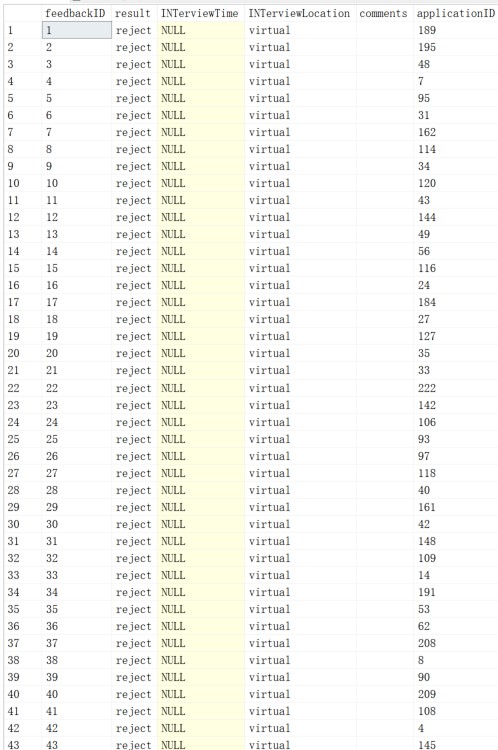 feedbackID result INTerviewTime INTerviewLocation comments applicationID
1 1 reject NULL virtual 189
2 2 reject NULL virtual 195
3 3 reject NULL virtual 48
4 4 reject NULL virtual 7
5 5 reject NULL virtual 95
6 6 reject NULL virtual 31
7 7 reject NULL virtual 162
8 8 reject NULL virtual 114
9 9 reject NULL virtual 34
10 10 reject NULL virtual 120
11 11 reject NULL virtual 43
12 12 reject NULL virtual 144
13 13 reject NULL virtual 49
14 14 reject NULL virtual 56
15 15 reject NULL virtual 116
16 16 reject NULL virtual 24
17 17 reject NULL virtual 184
18 18 reject NULL virtual 27
19 19 reject NULL virtual 127
20 20 reject NULL virtual 35
21 21 reject NULL virtual 33
22 22 reject NULL virtual 222
23 23 reject NULL virtual 142
24 24 reject NULL virtual 106
25 25 reject NULL virtual 93
26 26 reject NULL virtual 97
27 27 reject NULL virtual 118
28 28 reject NULL virtual 40
29 29 reject NULL virtual 161
30 30 reject NULL virtual 42
31 31 reject NULL virtual 148
32 32 reject NULL virtual 109
33 33 reject NULL virtual 14
34 34 reject NULL virtual 191
35 35 reject NULL virtual 53
36 36 reject NULL virtual 62
37 37 reject NULL virtual 208
38 38 reject NULL virtual 8
39 39 reject NULL virtual 90
40 40 reject NULL virtual 209
41 41 reject NULL virtual 108
42 42 reject NULL virtual 4
43 43 reject NULL virtual 145